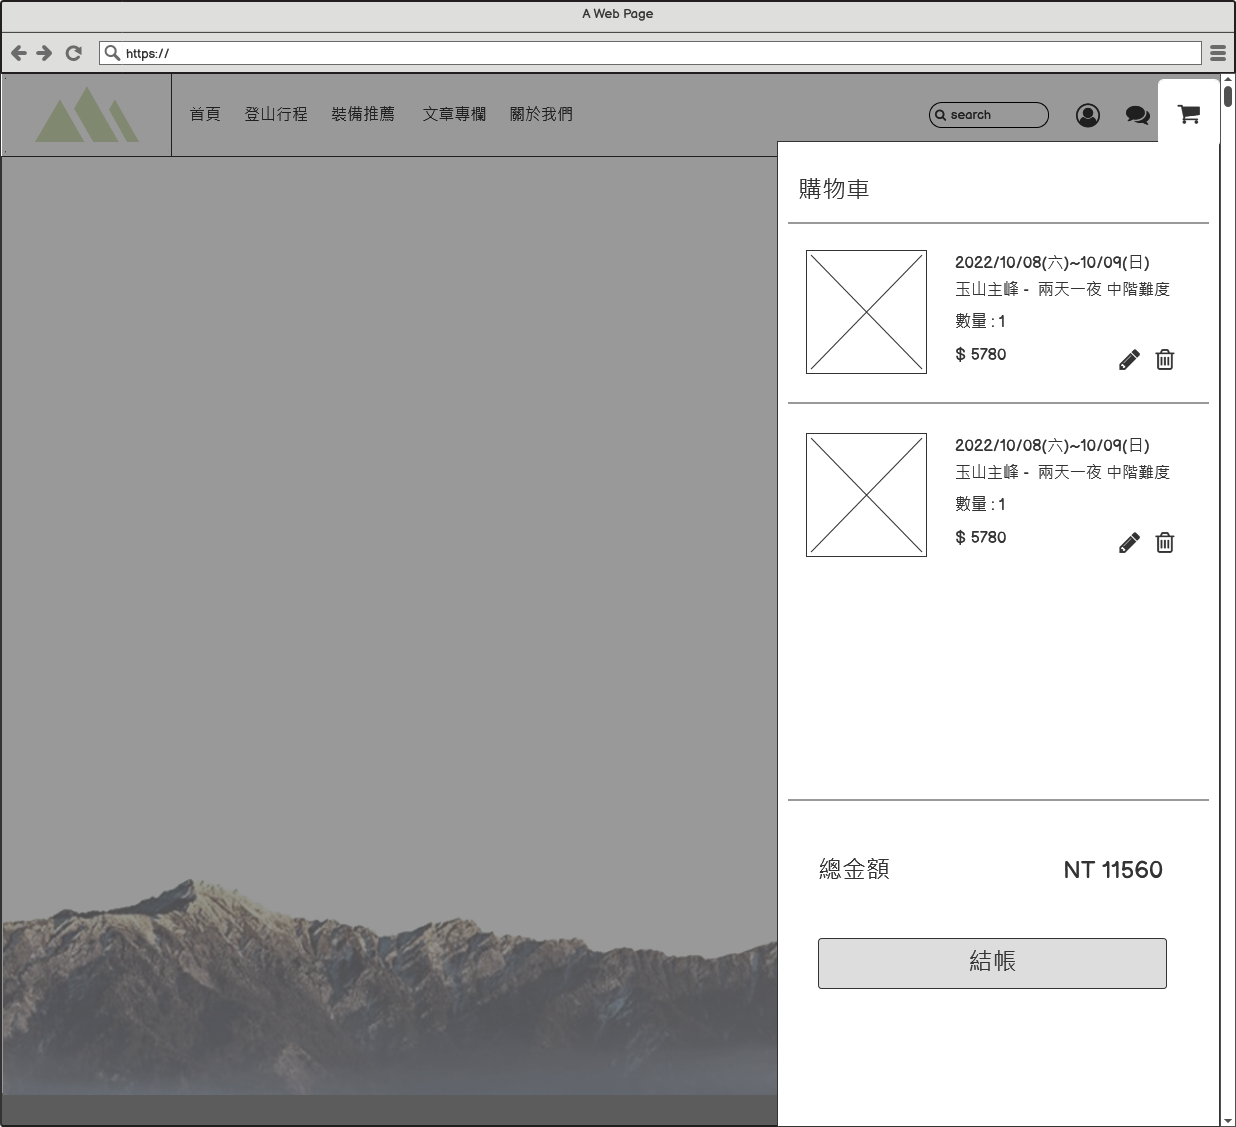 A Web Page
https://
首頁 登山行程 裝備推薦 文章專欄 關於我們
search
購物車
2022/10/08(六)~10/09(日)
玉山主峰 - 兩天一夜 中階難度
數量 : 1
$ 5780
2022/10/08(六)~10/09(日)
玉山主峰 - 兩天一夜 中階難度
數量 : 1
$ 5780
總金額 NT 11560
結帳